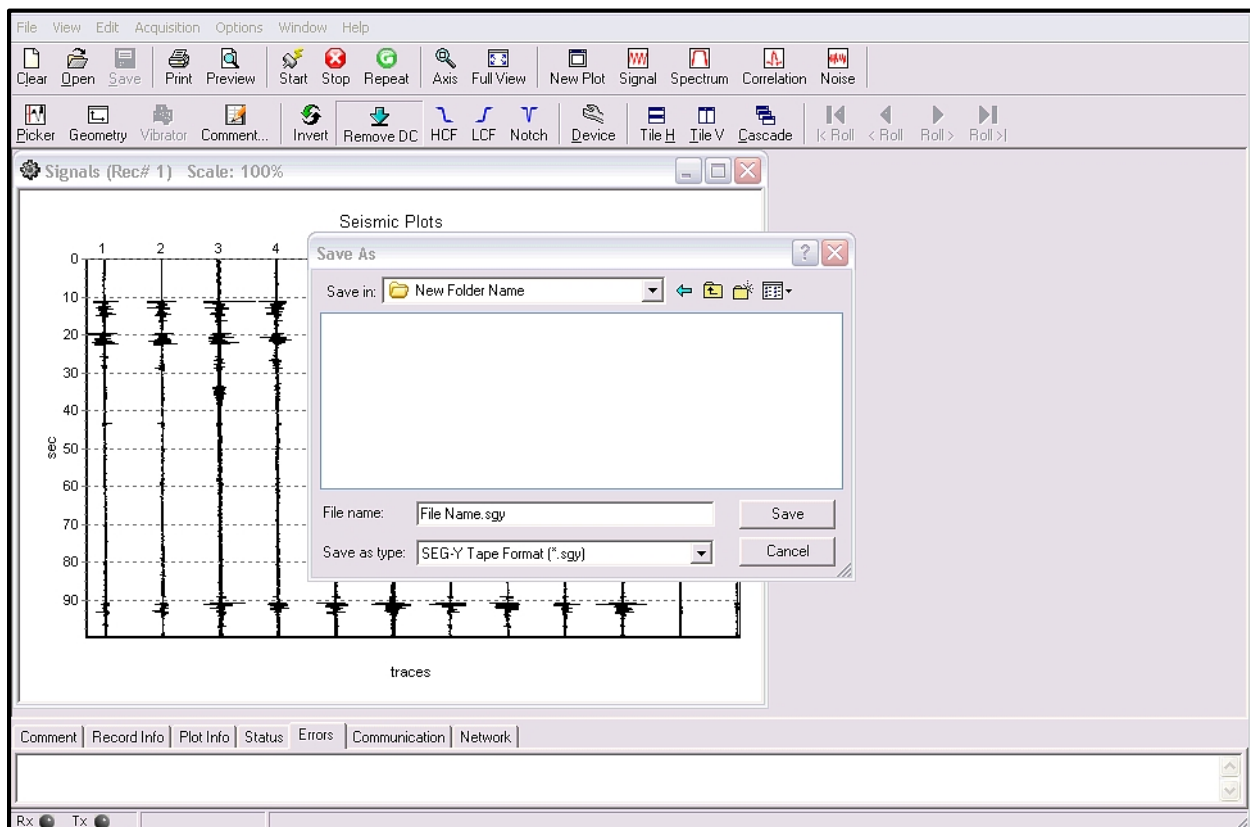 File View Edit Acquisition Options Window Help
Clear Open Save Print Preview Start Stop Repeat Axis Full View New Plot Signal Spectrum Correlation Noise
Picker Geometry Vibrator Comment... Invert Remove DC HCF LCF Notch Device Tile H Tile V Cascade |< Roll < Roll Roll > Roll >|
Signals (Rec# 1) Scale: 100%
Seismic Plots
1 2 3 4
0
10
20
30
40
50
60
70
80
90
sec
traces
Save As
Save in: New Folder Name
File name: File Name.sgy Save
Save as type: SEG-Y Tape Format (*.sgy) Cancel
Comment Record Info Plot Info Status Errors Communication Network
Rx Tx